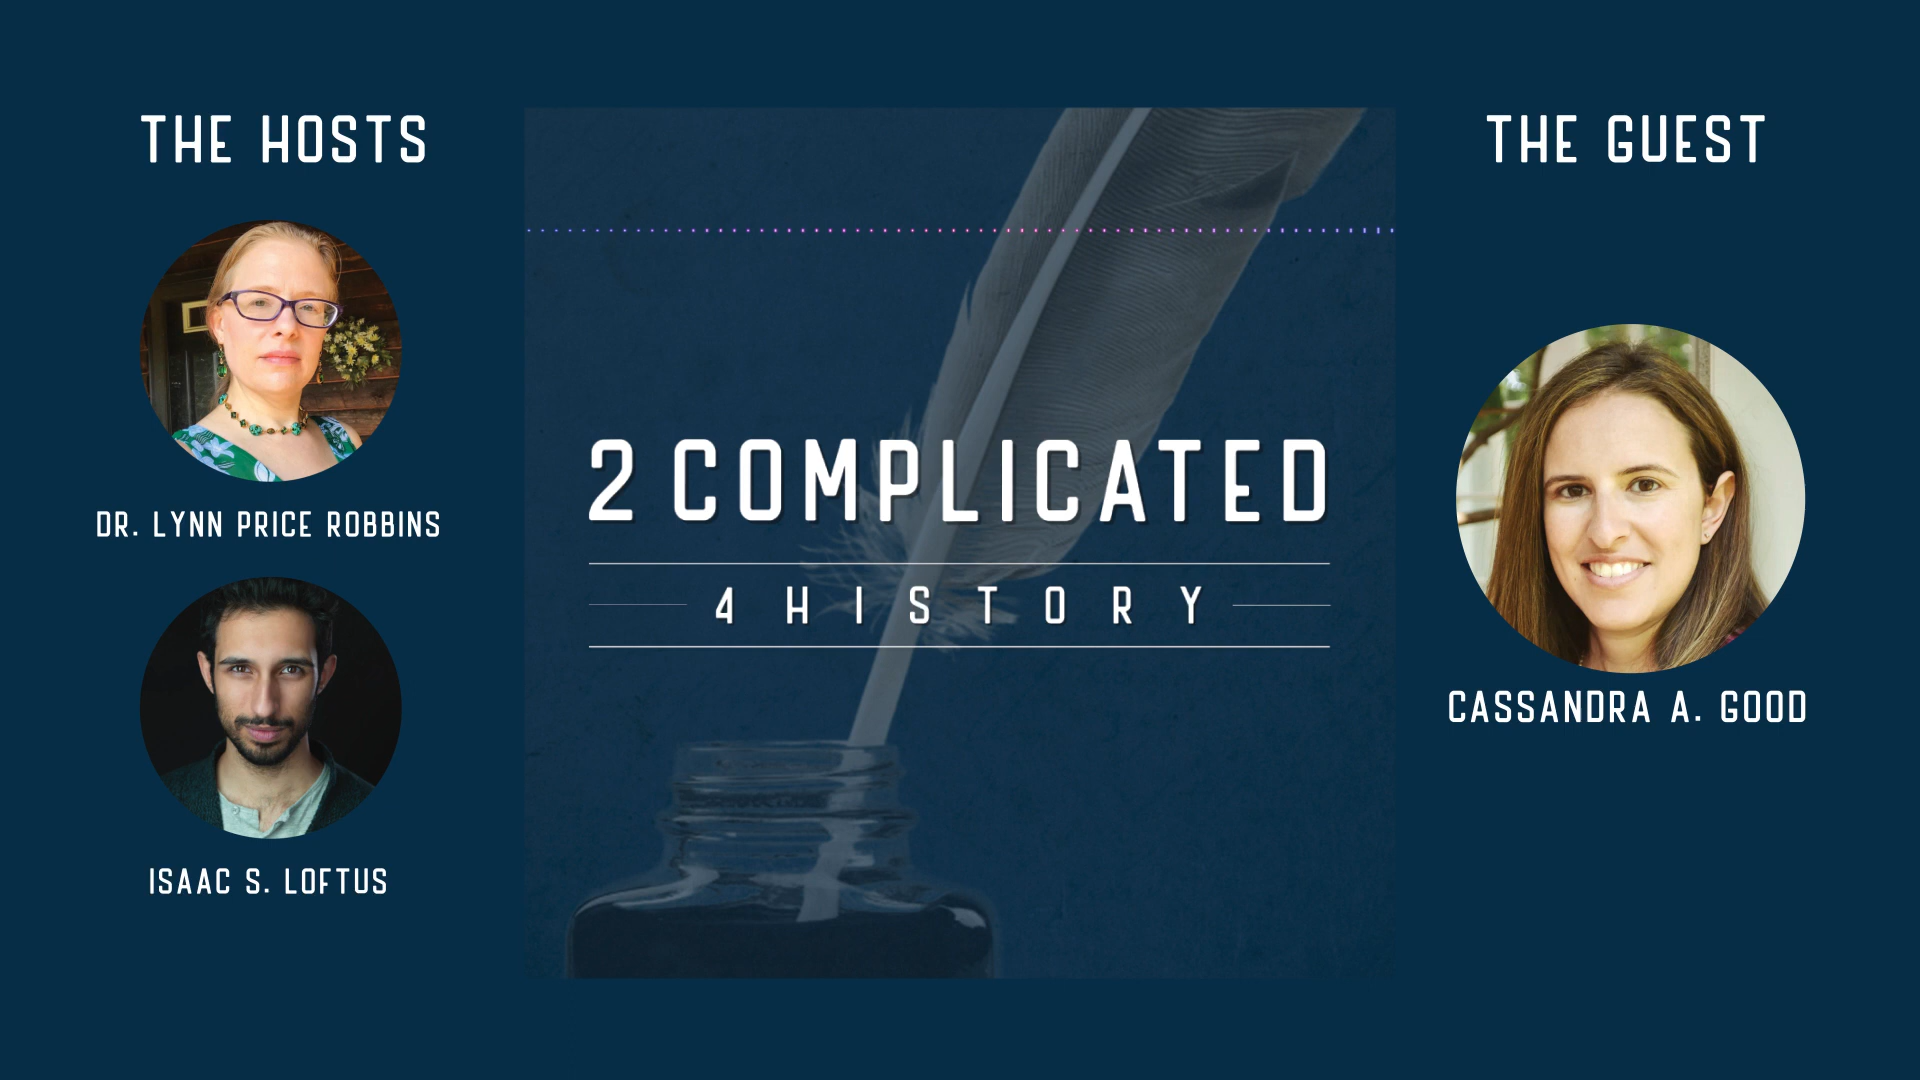 THE HOSTS
DR. LYNN PRICE ROBBINS
ISAAC S. LOFTUS
2 COMPLICATED
4 HISTORY
THE GUEST
CASSANDRA A. GOOD